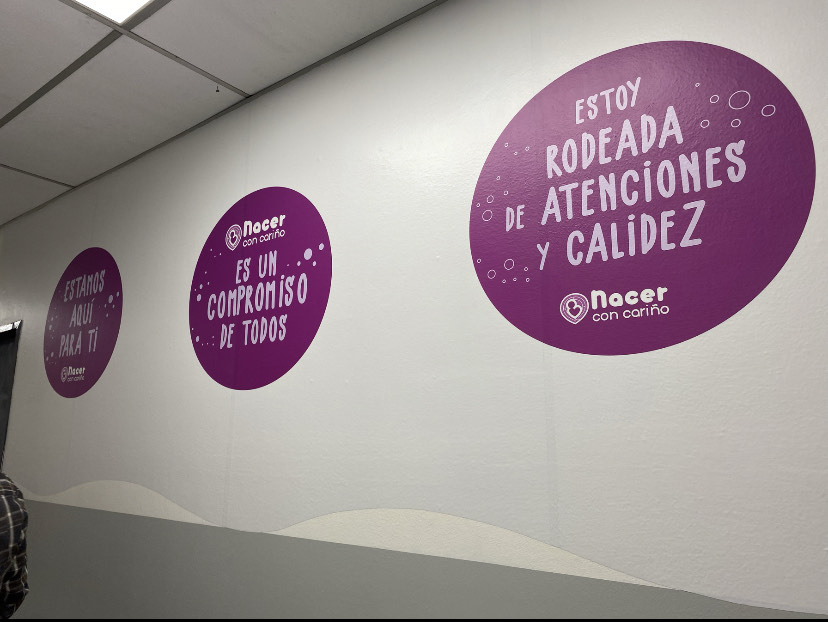 ESTAMOS
AQUÍ
PARA TI
Nacer
con cariño
Nacer
con cariño
ES UN
COMPROMISO
DE TODOS
ESTOY
RODEADA
DE ATENCIONES
Y CALIDEZ
Nacer
con cariño